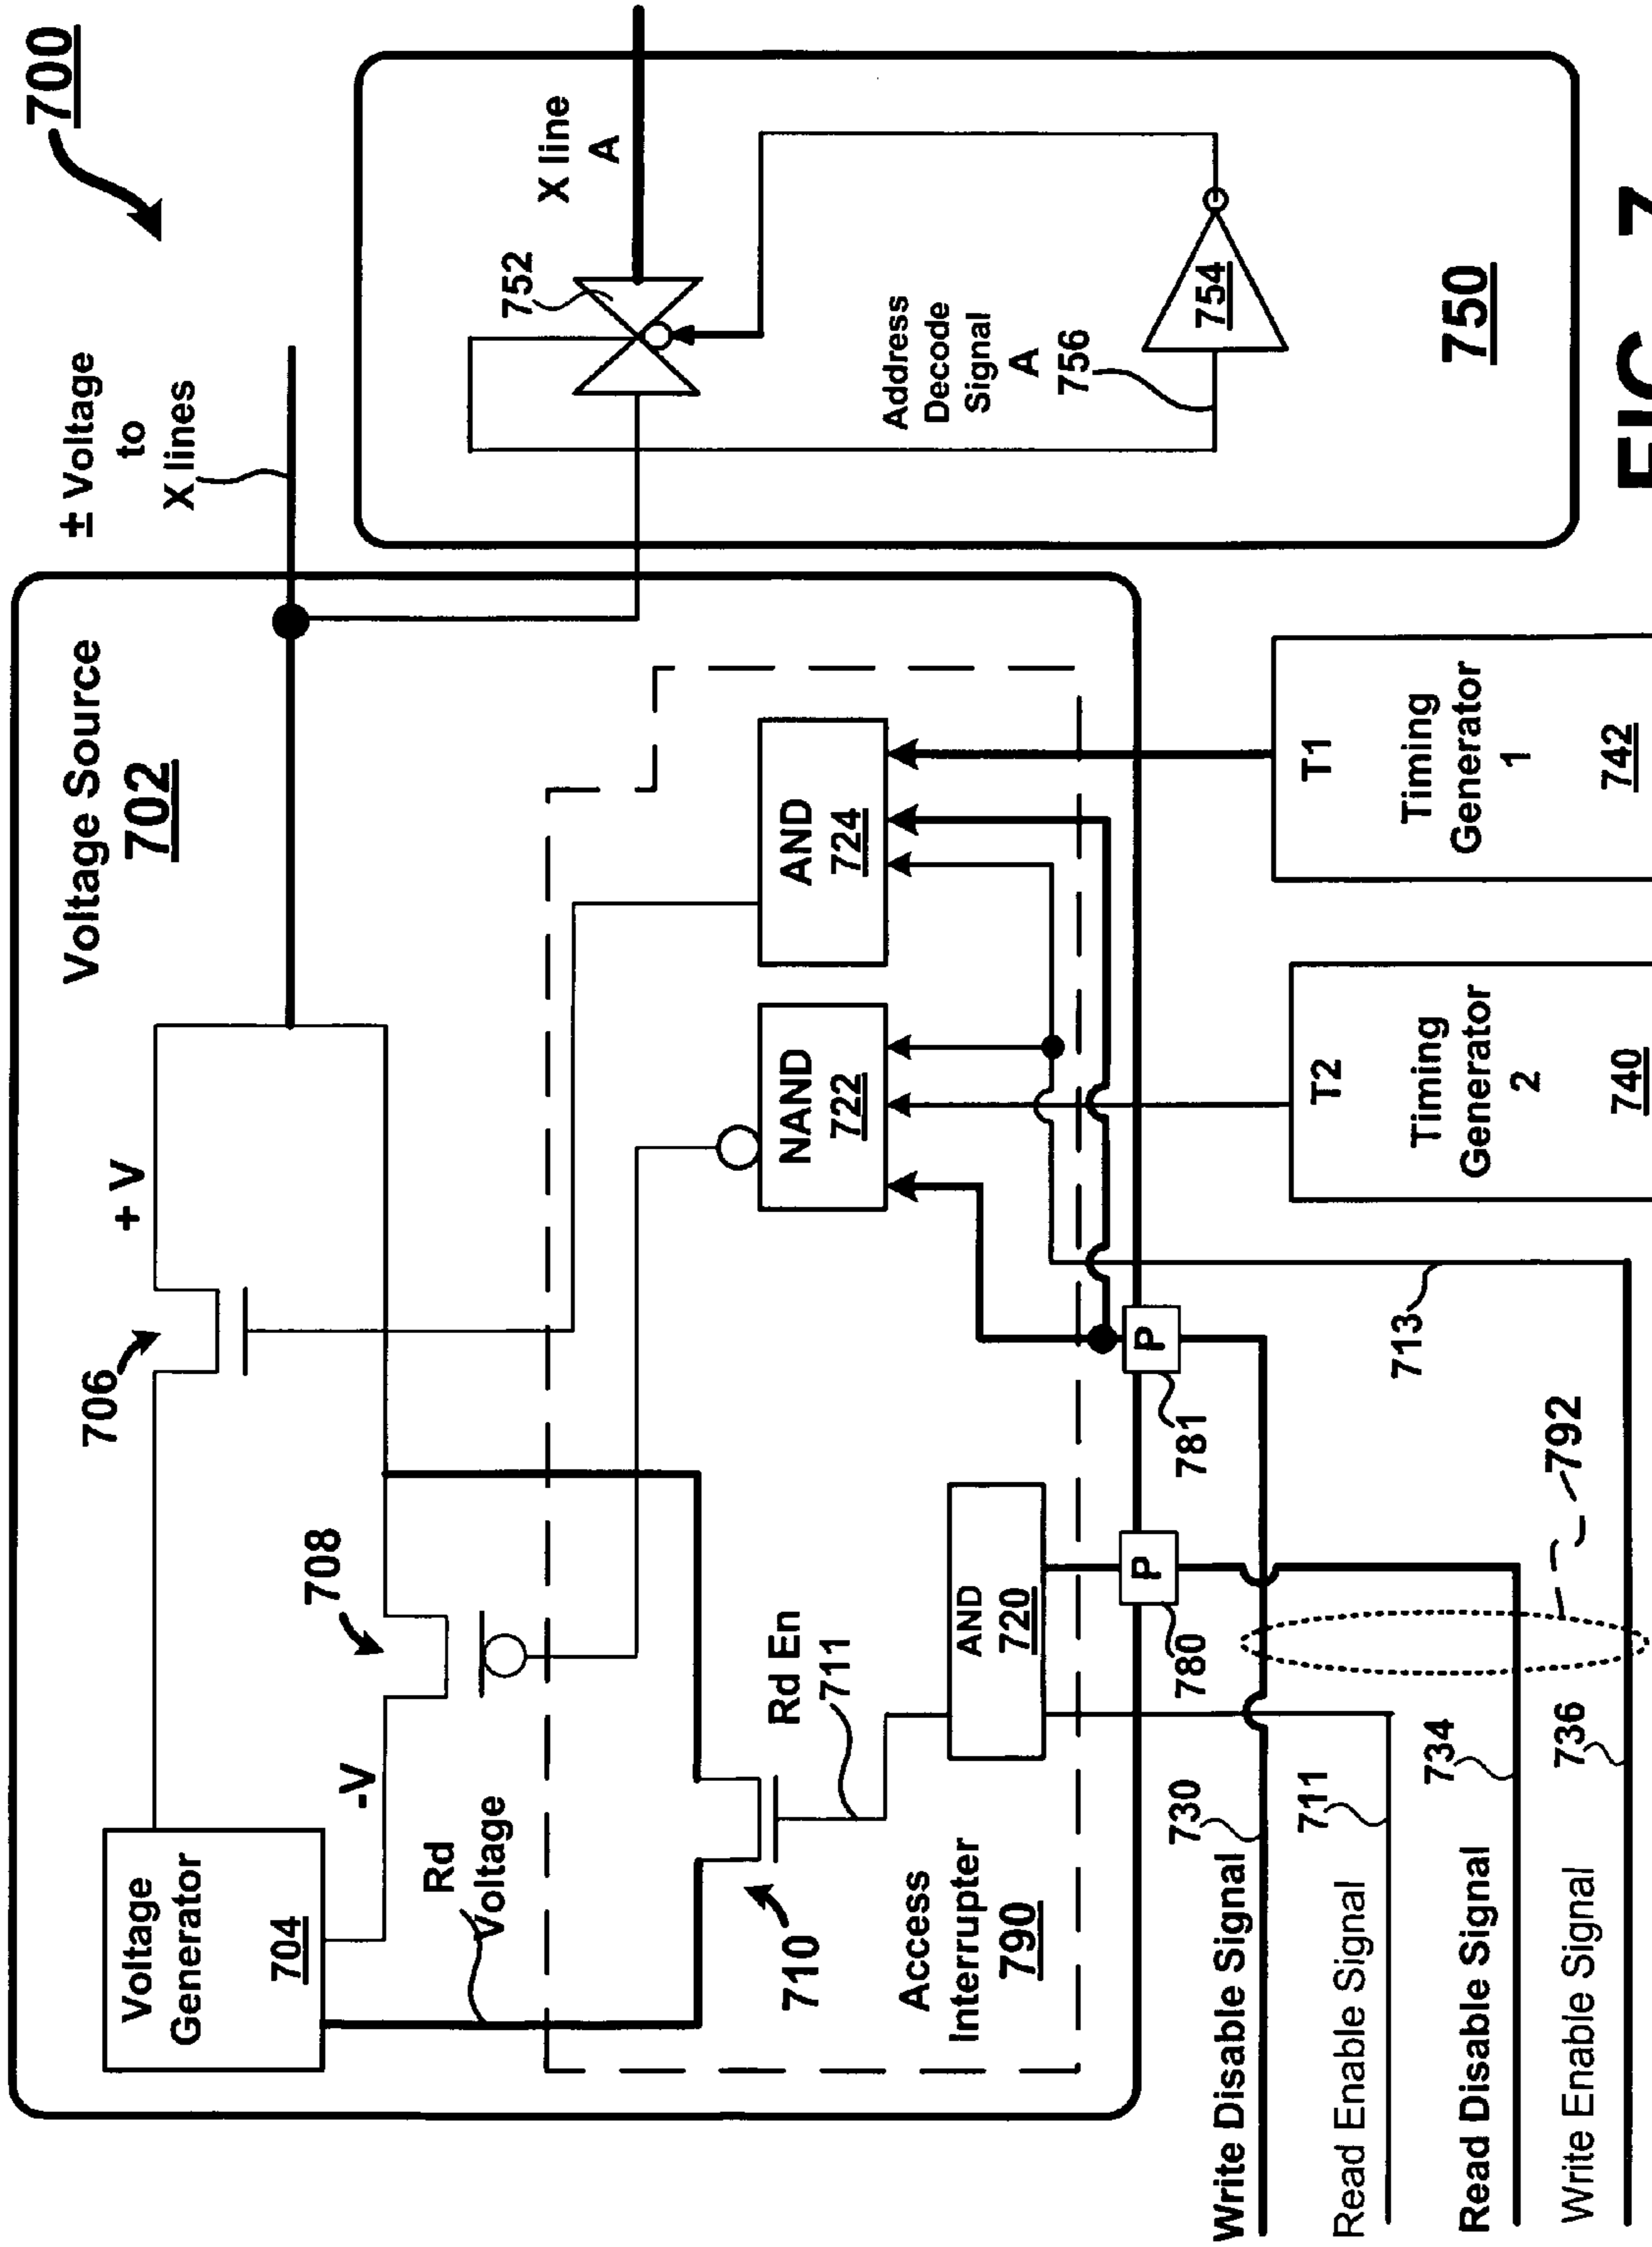 700
± Voltage
to
X lines
Voltage Source
702
X line
A
752
Address
Decode
Signal
A
756
754
750
+ V
706
708
-V
Voltage
Generator
704
Rd
Voltage
710
Rd En
711
Access
Interrupter
790
AND
720
NAND
722
AND
724
P
780
P
781
T2
Timing
Generator
2
740
T1
Timing
Generator
1
742
713
792
Write Disable Signal
730
Read Enable Signal
711
Read Disable Signal
734
Write Enable Signal
736
FIG. 7